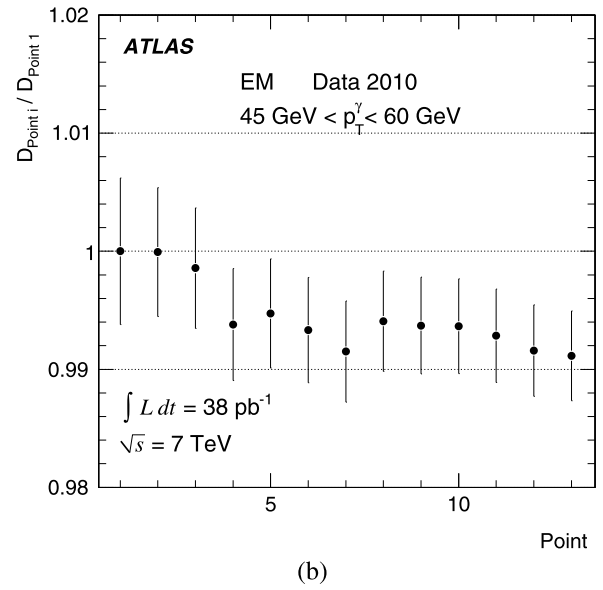 1.02
ATLAS
EM Data 2010
45 GeV < p_T^γ < 60 GeV
D_Point i / D_Point 1
1.01
1
0.99
∫ L dt = 38 pb⁻¹
√s = 7 TeV
0.98
5 10
Point
(b)